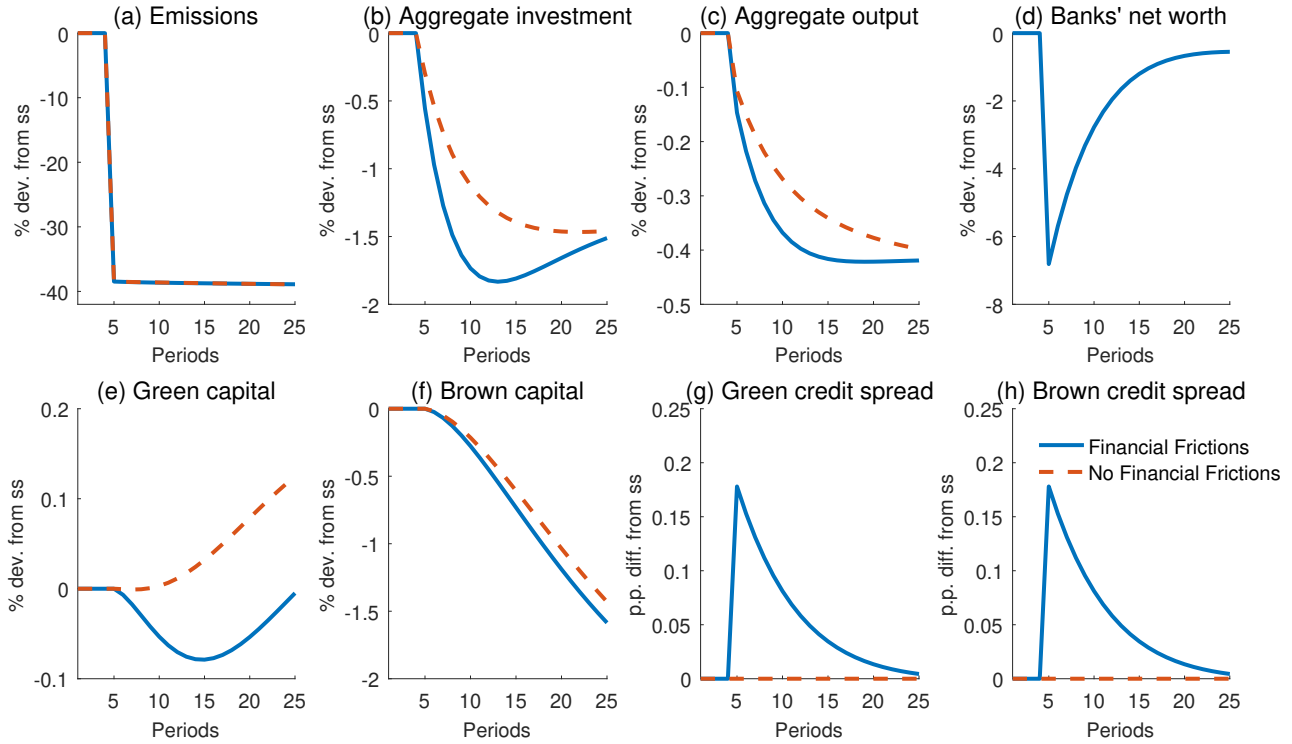 (a) Emissions
% dev. from ss
0
-10
-20
-30
-40
5 10 15 20 25
Periods
(b) Aggregate investment
% dev. from ss
0
-0.5
-1
-1.5
-2
5 10 15 20 25
Periods
(c) Aggregate output
% dev. from ss
0
-0.1
-0.2
-0.3
-0.4
-0.5
5 10 15 20 25
Periods
(d) Banks' net worth
% dev. from ss
0
-2
-4
-6
-8
5 10 15 20 25
Periods
(e) Green capital
% dev. from ss
0.2
0.1
0
-0.1
5 10 15 20 25
Periods
(f) Brown capital
% dev. from ss
0
-0.5
-1
-1.5
-2
5 10 15 20 25
Periods
(g) Green credit spread
p.p. diff. from ss
0.25
0.2
0.15
0.1
0.05
0
5 10 15 20 25
Periods
(h) Brown credit spread
p.p. diff. from ss
0.25
0.2
0.15
0.1
0.05
0
5 10 15 20 25
Periods
Financial Frictions
No Financial Frictions